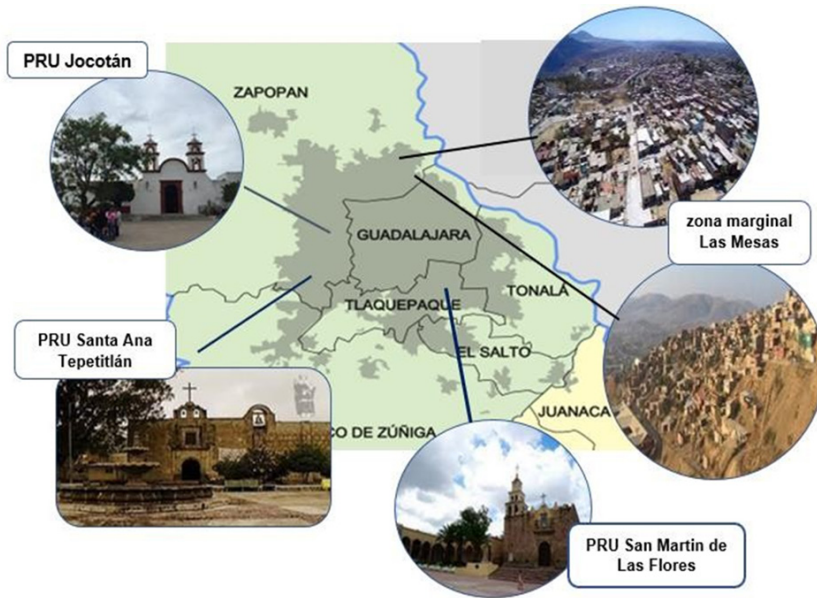 PRU Jocotán
ZAPOPAN
GUADALAJARA
zona marginal
Las Mesas
TONALÁ
TLAQUEPAQUE
PRU Santa Ana
Tepetitlán
EL SALTO
JUANACA
CO DE ZÚÑIGA
PRU San Martin de
Las Flores